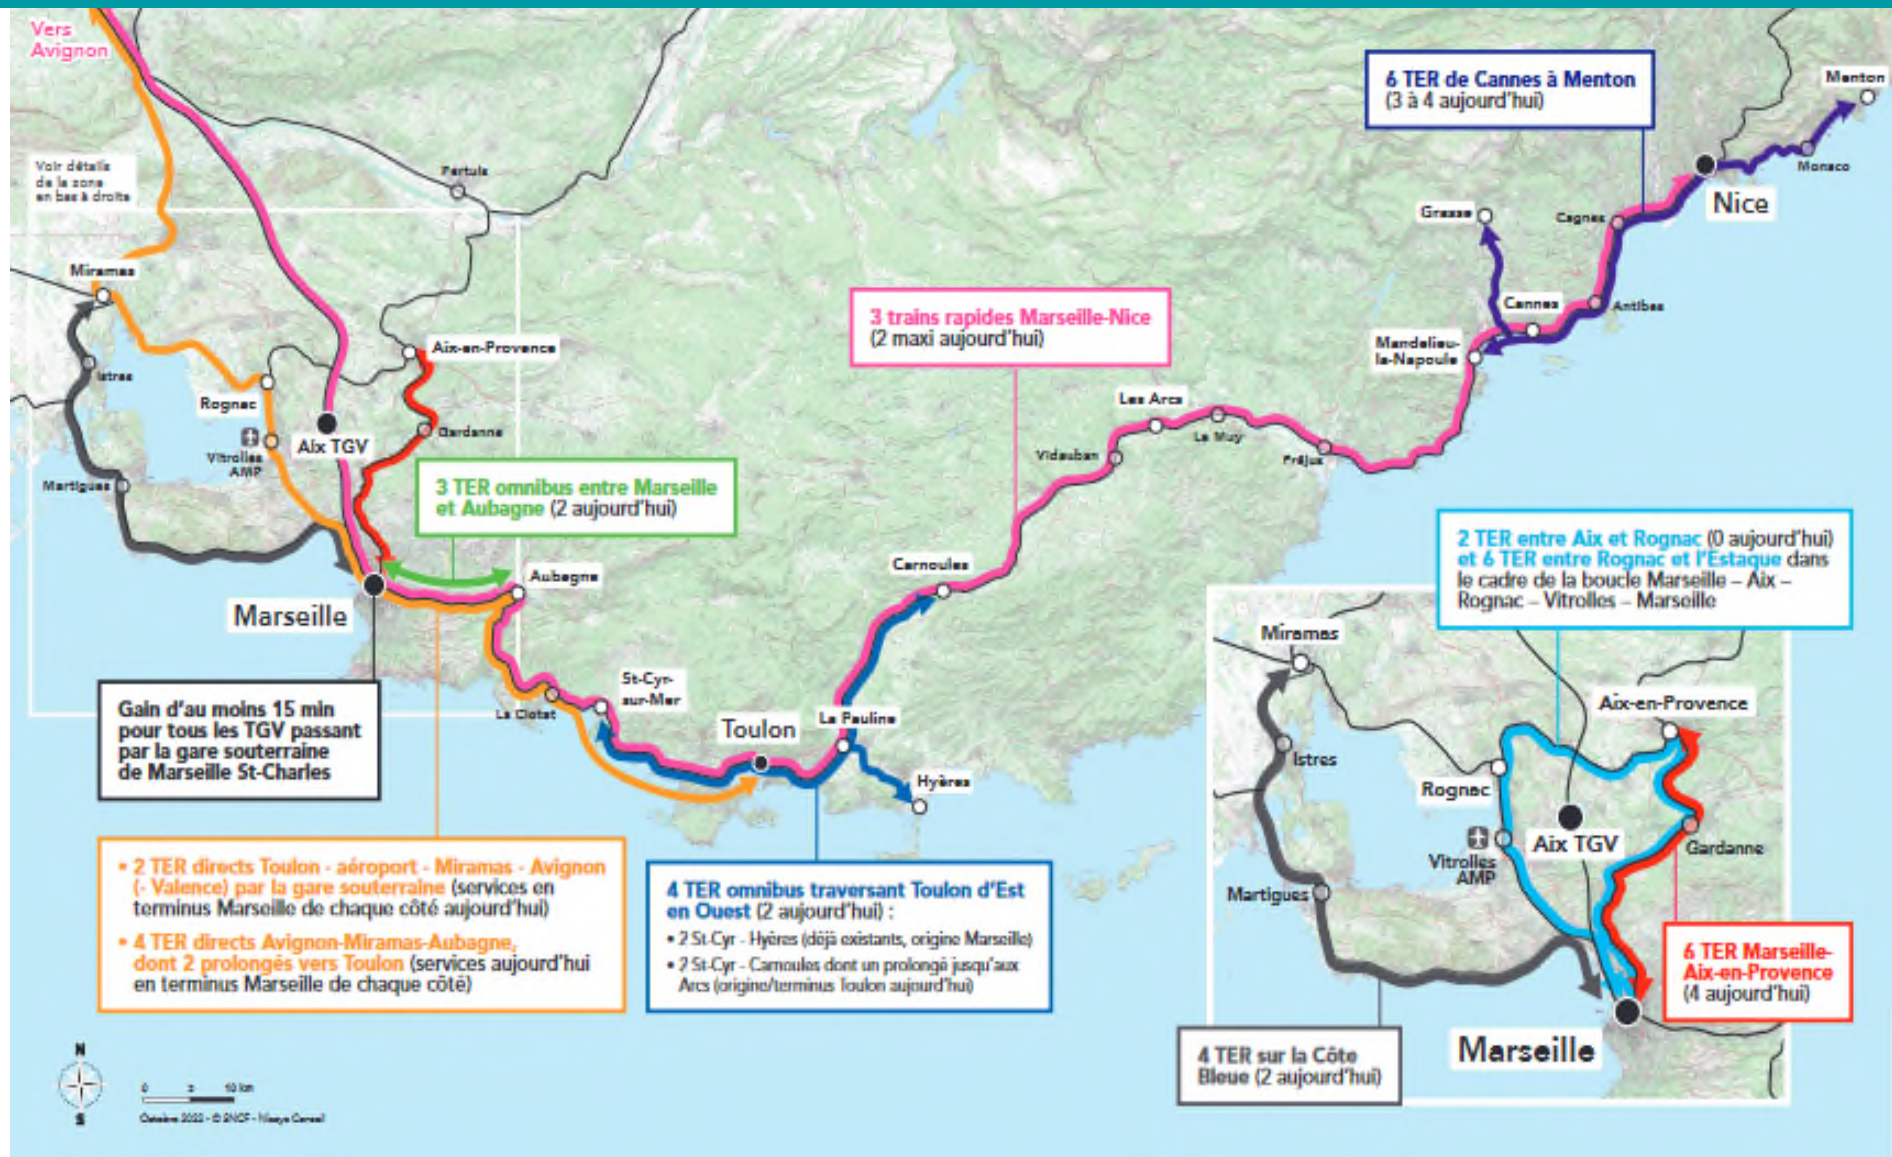 Vers
Avignon
Voir détails
de la zone
en bas à droite
Pertuis
Miramas
Istres
Martigues
Rognac
Vitrolles
AMP
Aix TGV
Aix-en-Provence
Gardanne
3 TER omnibus entre Marseille
et Aubagne (2 aujourd'hui)
Marseille
Aubagne
La Ciotat
St-Cyr-
sur-Mer
Toulon
La Pauline
Hyères
Carnoules
Vidauban
Les Arcs
Le Muy
Fréjus
Mandelieu-
la-Napoule
Cannes
Grasse
Antibes
Cagnes
Nice
Monaco
Menton
6 TER de Cannes à Menton
(3 à 4 aujourd'hui)
3 trains rapides Marseille-Nice
(2 maxi aujourd'hui)
Gain d'au moins 15 min
pour tous les TGV passant
par la gare souterraine
de Marseille St-Charles
• 2 TER directs Toulon - aéroport - Miramas - Avignon
(- Valence) par la gare souterraine (services en
terminus Marseille de chaque côté aujourd'hui)
• 4 TER directs Avignon-Miramas-Aubagne,
dont 2 prolongés vers Toulon (services aujourd'hui
en terminus Marseille de chaque côté)
4 TER omnibus traversant Toulon d'Est
en Ouest (2 aujourd'hui) :
• 2 St-Cyr - Hyères (déjà existants, origine Marseille)
• 2 St-Cyr - Carnoules dont un prolongé jusqu'aux
Arcs (origine/terminus Toulon aujourd'hui)
2 TER entre Aix et Rognac (0 aujourd'hui)
et 6 TER entre Rognac et l'Estaque dans
le cadre de la boucle Marseille – Aix –
Rognac – Vitrolles – Marseille
Miramas
Istres
Martigues
Rognac
Vitrolles
AMP
Aix TGV
Aix-en-Provence
Gardanne
Marseille
6 TER Marseille-
Aix-en-Provence
(4 aujourd'hui)
4 TER sur la Côte
Bleue (2 aujourd'hui)
N
S
0 5 10 km
Octobre 2022 - © SNCF - Nisaya Conseil